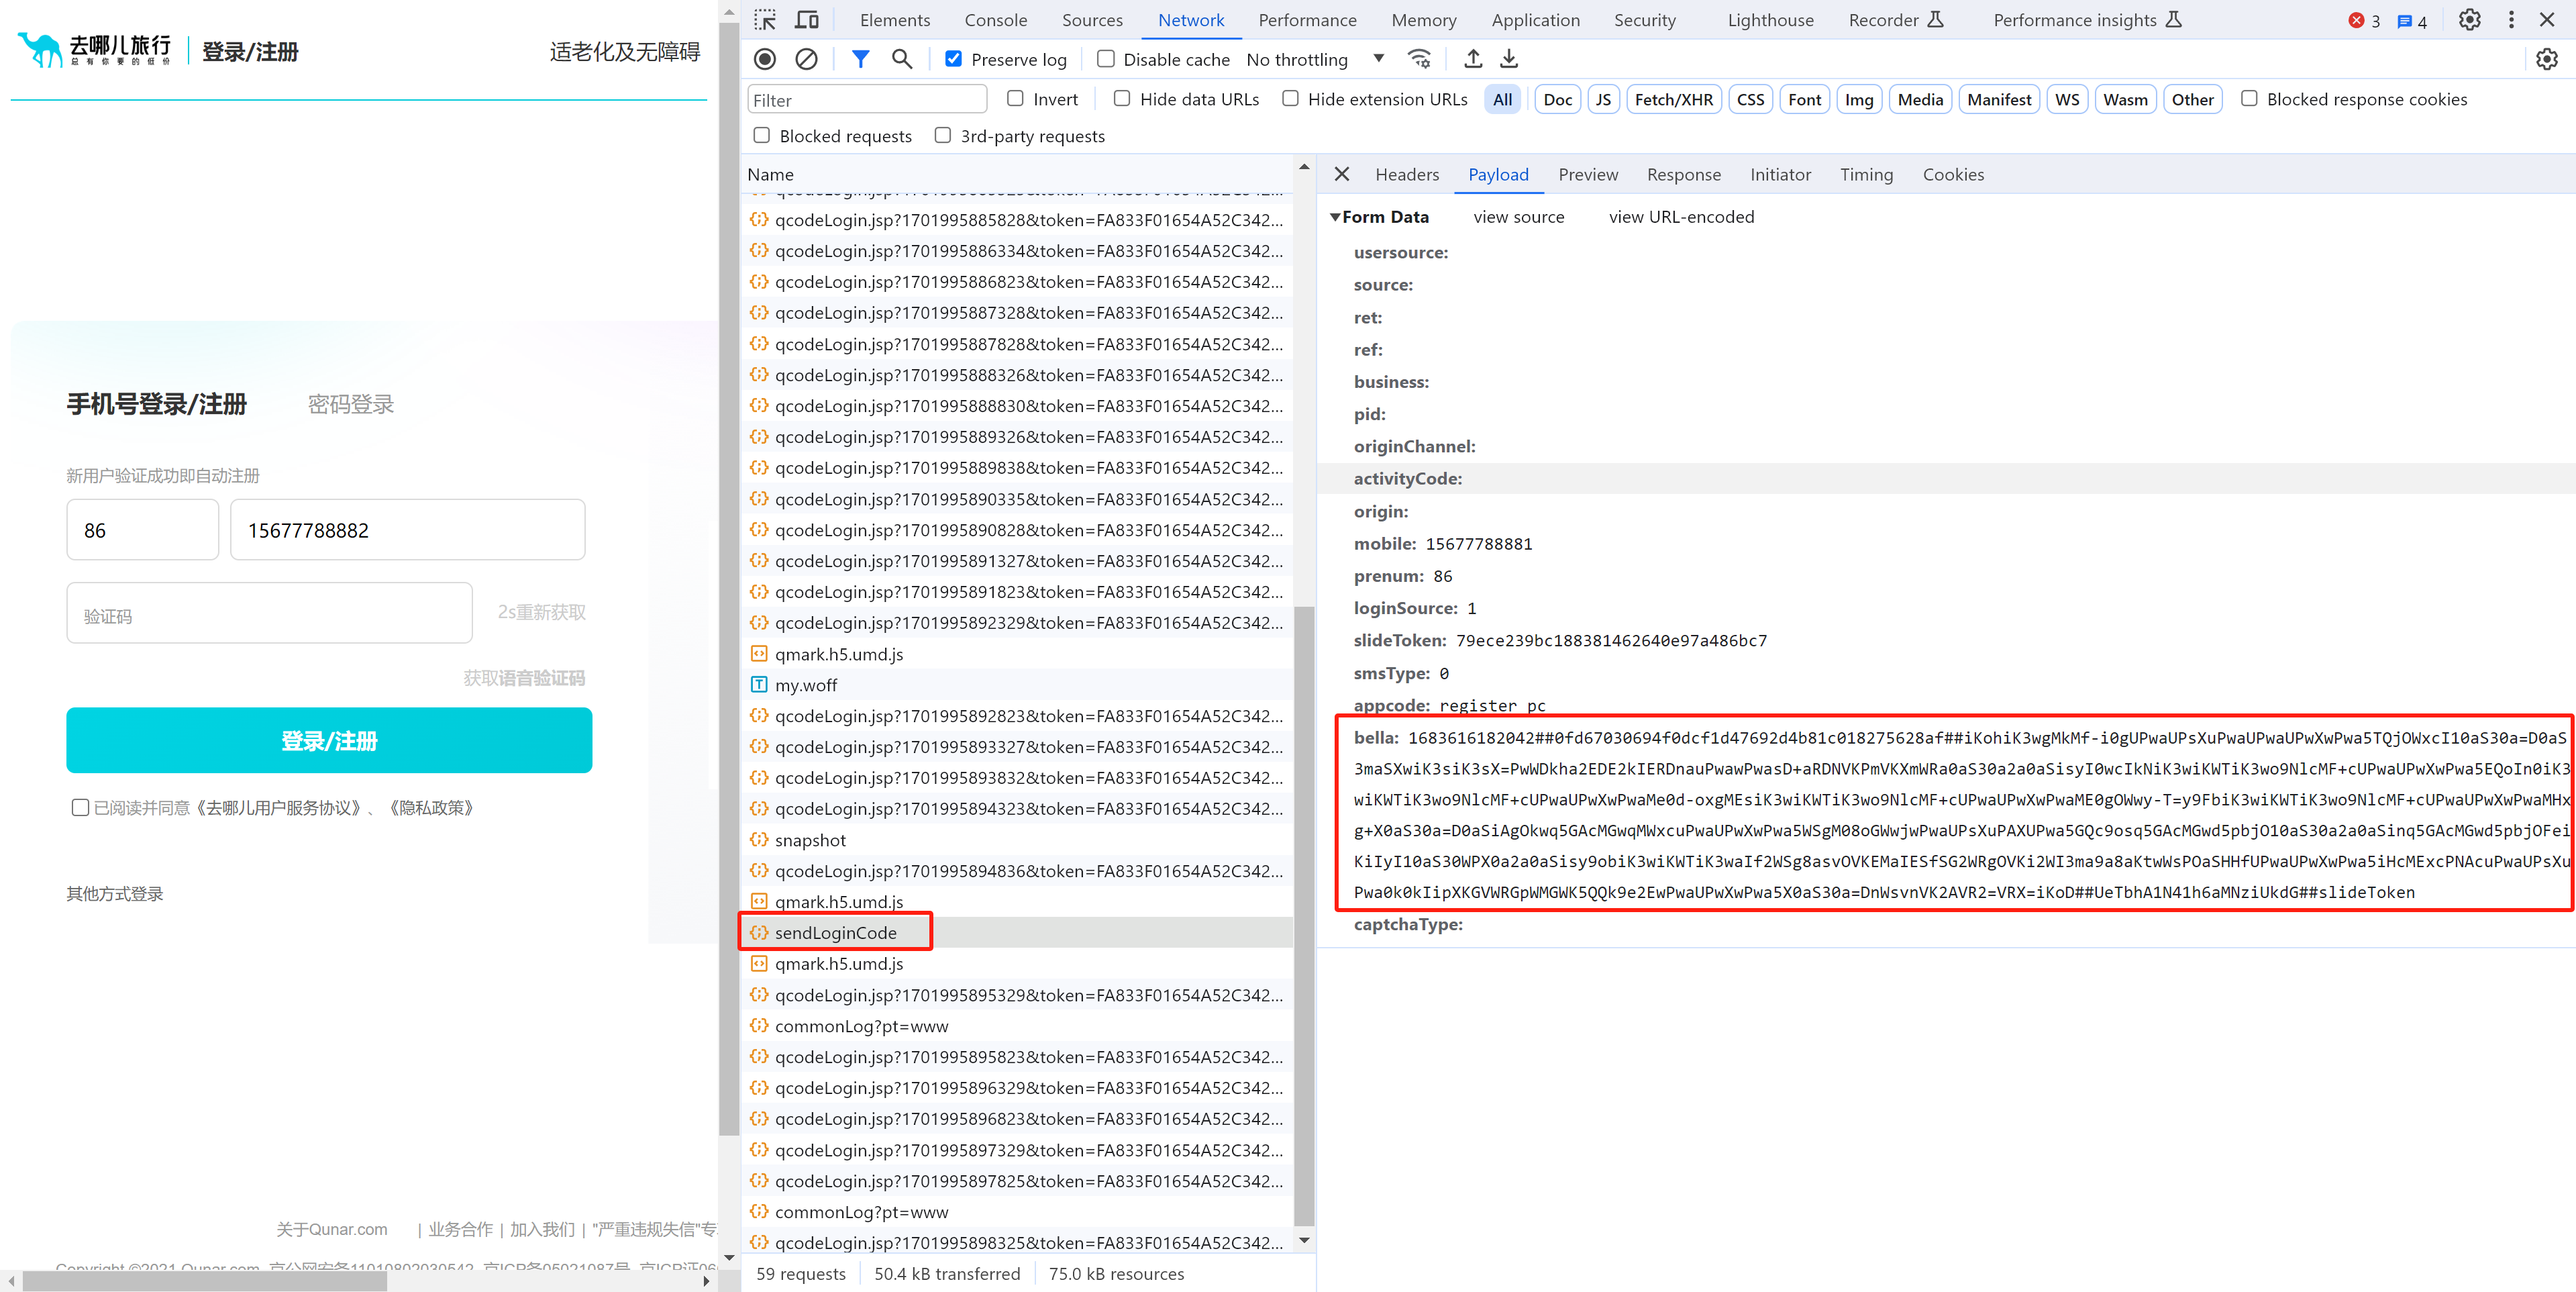 去哪儿旅行
总有你要的低价
登录/注册
适老化及无障碍
手机号登录/注册
密码登录
新用户验证成功即自动注册
86
15677788882
验证码
2s重新获取
获取语音验证码
登录/注册
已阅读并同意《去哪儿用户服务协议》、《隐私政策》
其他方式登录
关于Qunar.com | 业务合作 | 加入我们 | "严重违规失信"专
Copyright ©2021 Qunar.com 京公网安备11010802030542 京ICP备05021087号 京ICP证06
Elements Console Sources Network Performance Memory Application Security Lighthouse Recorder Performance insights 3 4
Preserve log Disable cache No throttling
Filter Invert Hide data URLs Hide extension URLs All Doc JS Fetch/XHR CSS Font Img Media Manifest WS Wasm Other Blocked response cookies
Blocked requests 3rd-party requests
Name
qcodeLogin.jsp?1701995885828&token=FA833F01654A52C342...
qcodeLogin.jsp?1701995886334&token=FA833F01654A52C342...
qcodeLogin.jsp?1701995886823&token=FA833F01654A52C342...
qcodeLogin.jsp?1701995887328&token=FA833F01654A52C342...
qcodeLogin.jsp?1701995887828&token=FA833F01654A52C342...
qcodeLogin.jsp?1701995888326&token=FA833F01654A52C342...
qcodeLogin.jsp?1701995888830&token=FA833F01654A52C342...
qcodeLogin.jsp?1701995889326&token=FA833F01654A52C342...
qcodeLogin.jsp?1701995889838&token=FA833F01654A52C342...
qcodeLogin.jsp?1701995890335&token=FA833F01654A52C342...
qcodeLogin.jsp?1701995890828&token=FA833F01654A52C342...
qcodeLogin.jsp?1701995891327&token=FA833F01654A52C342...
qcodeLogin.jsp?1701995891823&token=FA833F01654A52C342...
qcodeLogin.jsp?1701995892329&token=FA833F01654A52C342...
qmark.h5.umd.js
my.woff
qcodeLogin.jsp?1701995892823&token=FA833F01654A52C342...
qcodeLogin.jsp?1701995893327&token=FA833F01654A52C342...
qcodeLogin.jsp?1701995893832&token=FA833F01654A52C342...
qcodeLogin.jsp?1701995894323&token=FA833F01654A52C342...
snapshot
qcodeLogin.jsp?1701995894836&token=FA833F01654A52C342...
qmark.h5.umd.js
sendLoginCode
qmark.h5.umd.js
qcodeLogin.jsp?1701995895329&token=FA833F01654A52C342...
commonLog?pt=www
qcodeLogin.jsp?1701995895823&token=FA833F01654A52C342...
qcodeLogin.jsp?1701995896329&token=FA833F01654A52C342...
qcodeLogin.jsp?1701995896823&token=FA833F01654A52C342...
qcodeLogin.jsp?1701995897329&token=FA833F01654A52C342...
qcodeLogin.jsp?1701995897825&token=FA833F01654A52C342...
commonLog?pt=www
qcodeLogin.jsp?1701995898325&token=FA833F01654A52C342...
59 requests 50.4 kB transferred 75.0 kB resources
Headers Payload Preview Response Initiator Timing Cookies
Form Data view source view URL-encoded
usersource:
source:
ret:
ref:
business:
pid:
originChannel:
activityCode:
origin:
mobile: 15677788881
prenum: 86
loginSource: 1
slideToken: 79ece239bc188381462640e97a486bc7
smsType: 0
appcode: register_pc
bella: 1683616182042##0fd67030694f0dcf1d47692d4b81c018275628af##iKohiK3wgMkMf-i0gUPwaUPsXuPwaUPwaUPwXwPwa5TQjOWxcI10aS30a=D0aS
3maSXwiK3siK3sX=PwWDkha2EDE2kIERDnauPwawPwasD+aRDNVKPmVKXmWRa0aS30a2a0aSisyI0wcIkNiK3wiKWTiK3wo9NlcMF+cUPwaUPwXwPwa5EQoIn0iK3
wiKWTiK3wo9NlcMF+cUPwaUPwXwPwaMe0d-oxgMEsiK3wiKWTiK3wo9NlcMF+cUPwaUPwXwPwaME0gOWwy-T=y9FbiK3wiKWTiK3wo9NlcMF+cUPwaUPwXwPwaMHx
g+X0aS30a=D0aSiAgOkwq5GAcMGwqMWxcuPwaUPwXwPwa5WSgM08oGWwjwPwaUPsXuPAXUPwa5GQc9osq5GAcMGwd5pbjO10aS30a2a0aSinq5GAcMGwd5pbjOFei
KiIyI10aS30WPX0a2a0aSisy9obiK3wiKWTiK3waIf2WSg8asvOVKEMaIESfSG2WRgOVKi2WI3ma9a8aKtwWsPOaSHHfUPwaUPwXwPwa5iHcMExcPNAcuPwaUPsXu
Pwa0k0kIipXKGVWRGpWMGWK5QQk9e2EwPwaUPwXwPwa5X0aS30a=DnWsvnVK2AVR2=VRX=iKoD##UeTbhA1N41h6aMNziUkdG##slideToken
captchaType: